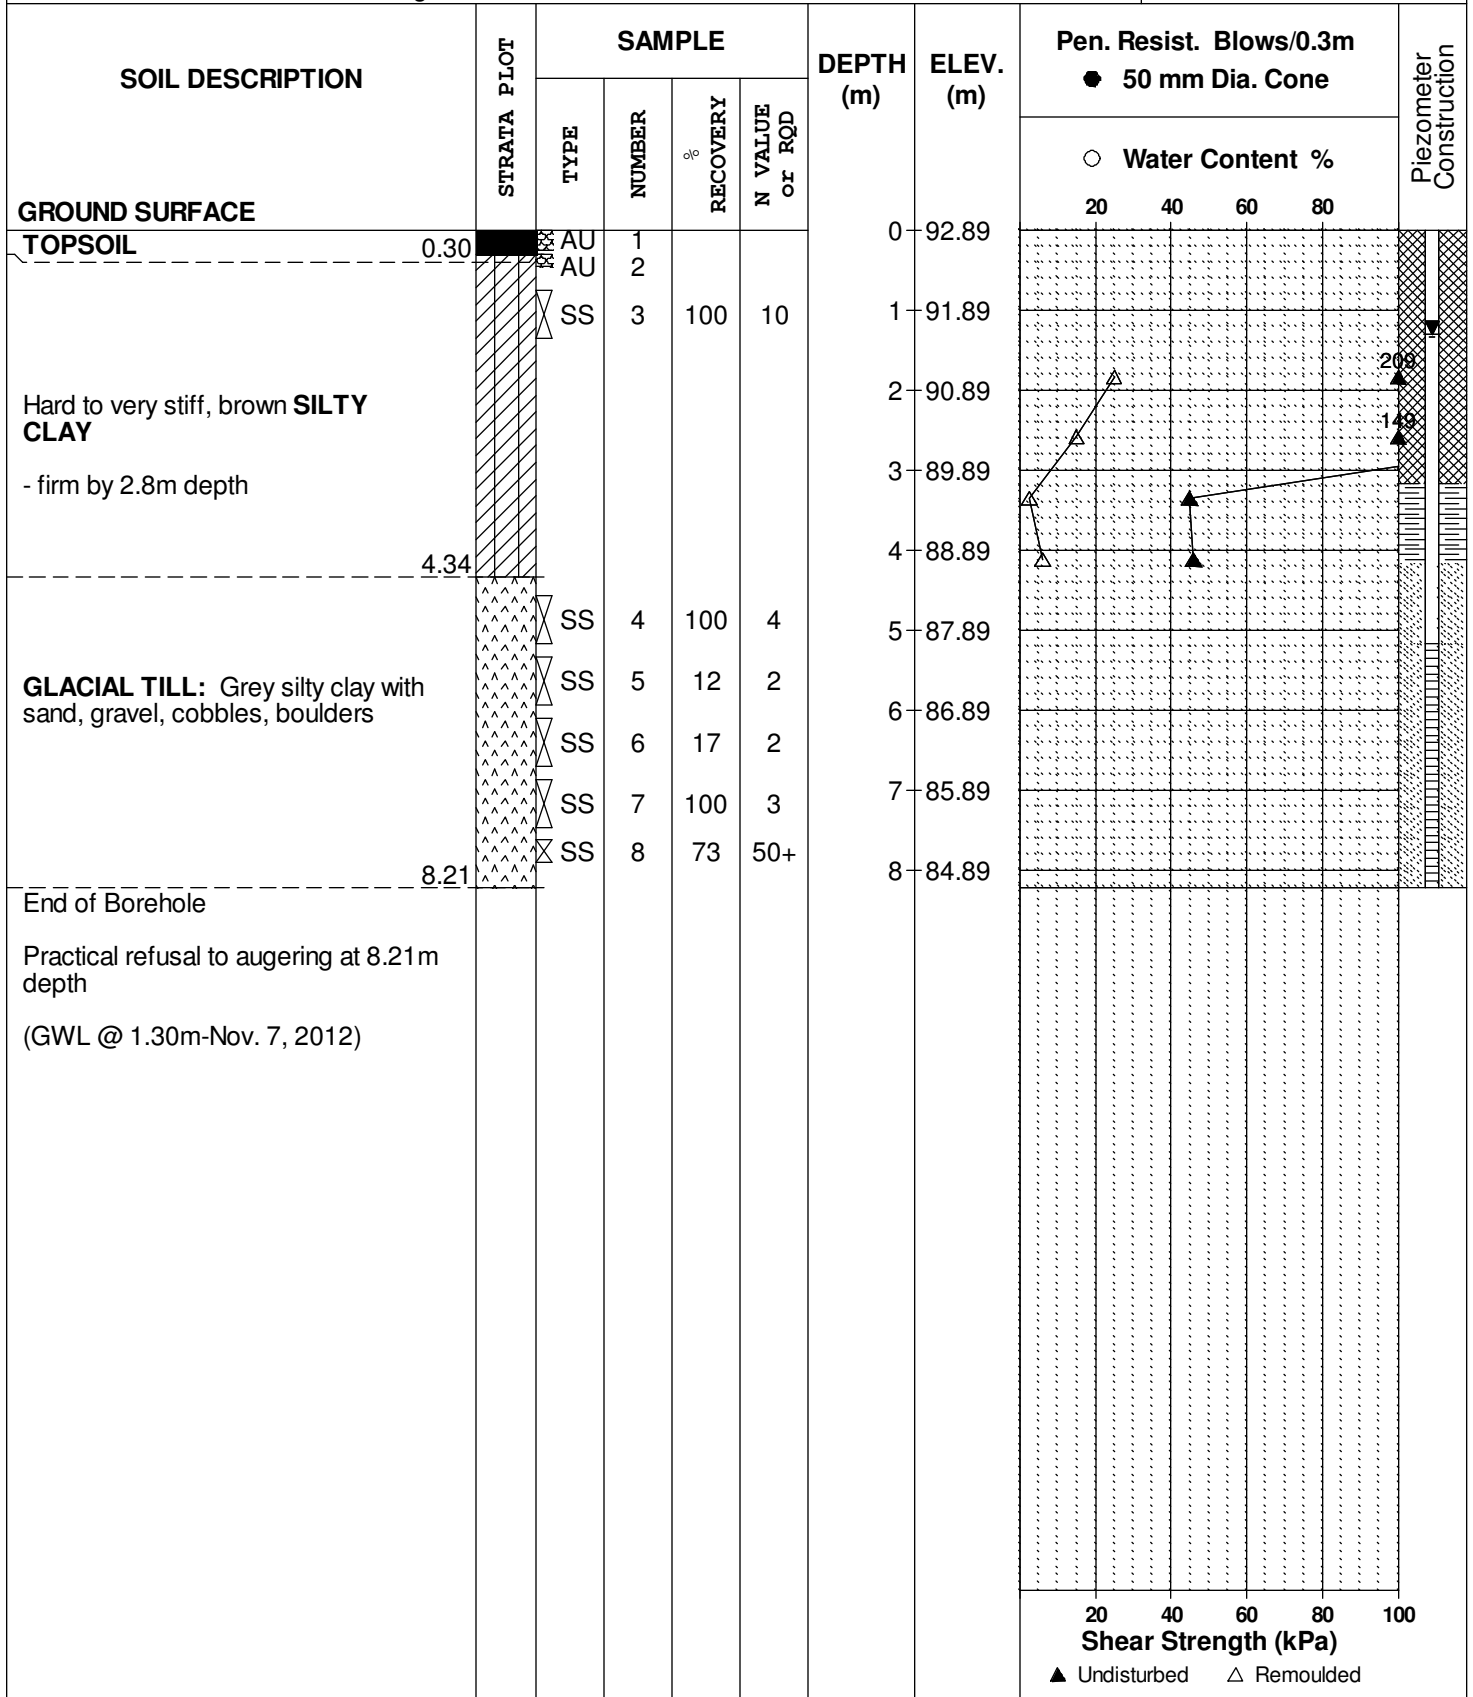 SOIL DESCRIPTION
GROUND SURFACE
STRATA PLOT
SAMPLE
TYPE
NUMBER
% RECOVERY
N VALUE or RQD
DEPTH (m)
ELEV. (m)
Pen. Resist. Blows/0.3m
● 50 mm Dia. Cone
○ Water Content %
20 40 60 80
Piezometer Construction
TOPSOIL 0.30
AU 1
AU 2
0 92.89
SS 3 100 10
1 91.89
209
2 90.89
Hard to very stiff, brown SILTY
CLAY
149
3 89.89
- firm by 2.8m depth
4 88.89
4.34
SS 4 100 4
5 87.89
GLACIAL TILL: Grey silty clay with
sand, gravel, cobbles, boulders
SS 5 12 2
6 86.89
SS 6 17 2
7 85.89
SS 7 100 3
SS 8 73 50+
8 84.89
8.21
End of Borehole
Practical refusal to augering at 8.21m
depth
(GWL @ 1.30m-Nov. 7, 2012)
20 40 60 80 100
Shear Strength (kPa)
▲ Undisturbed △ Remoulded